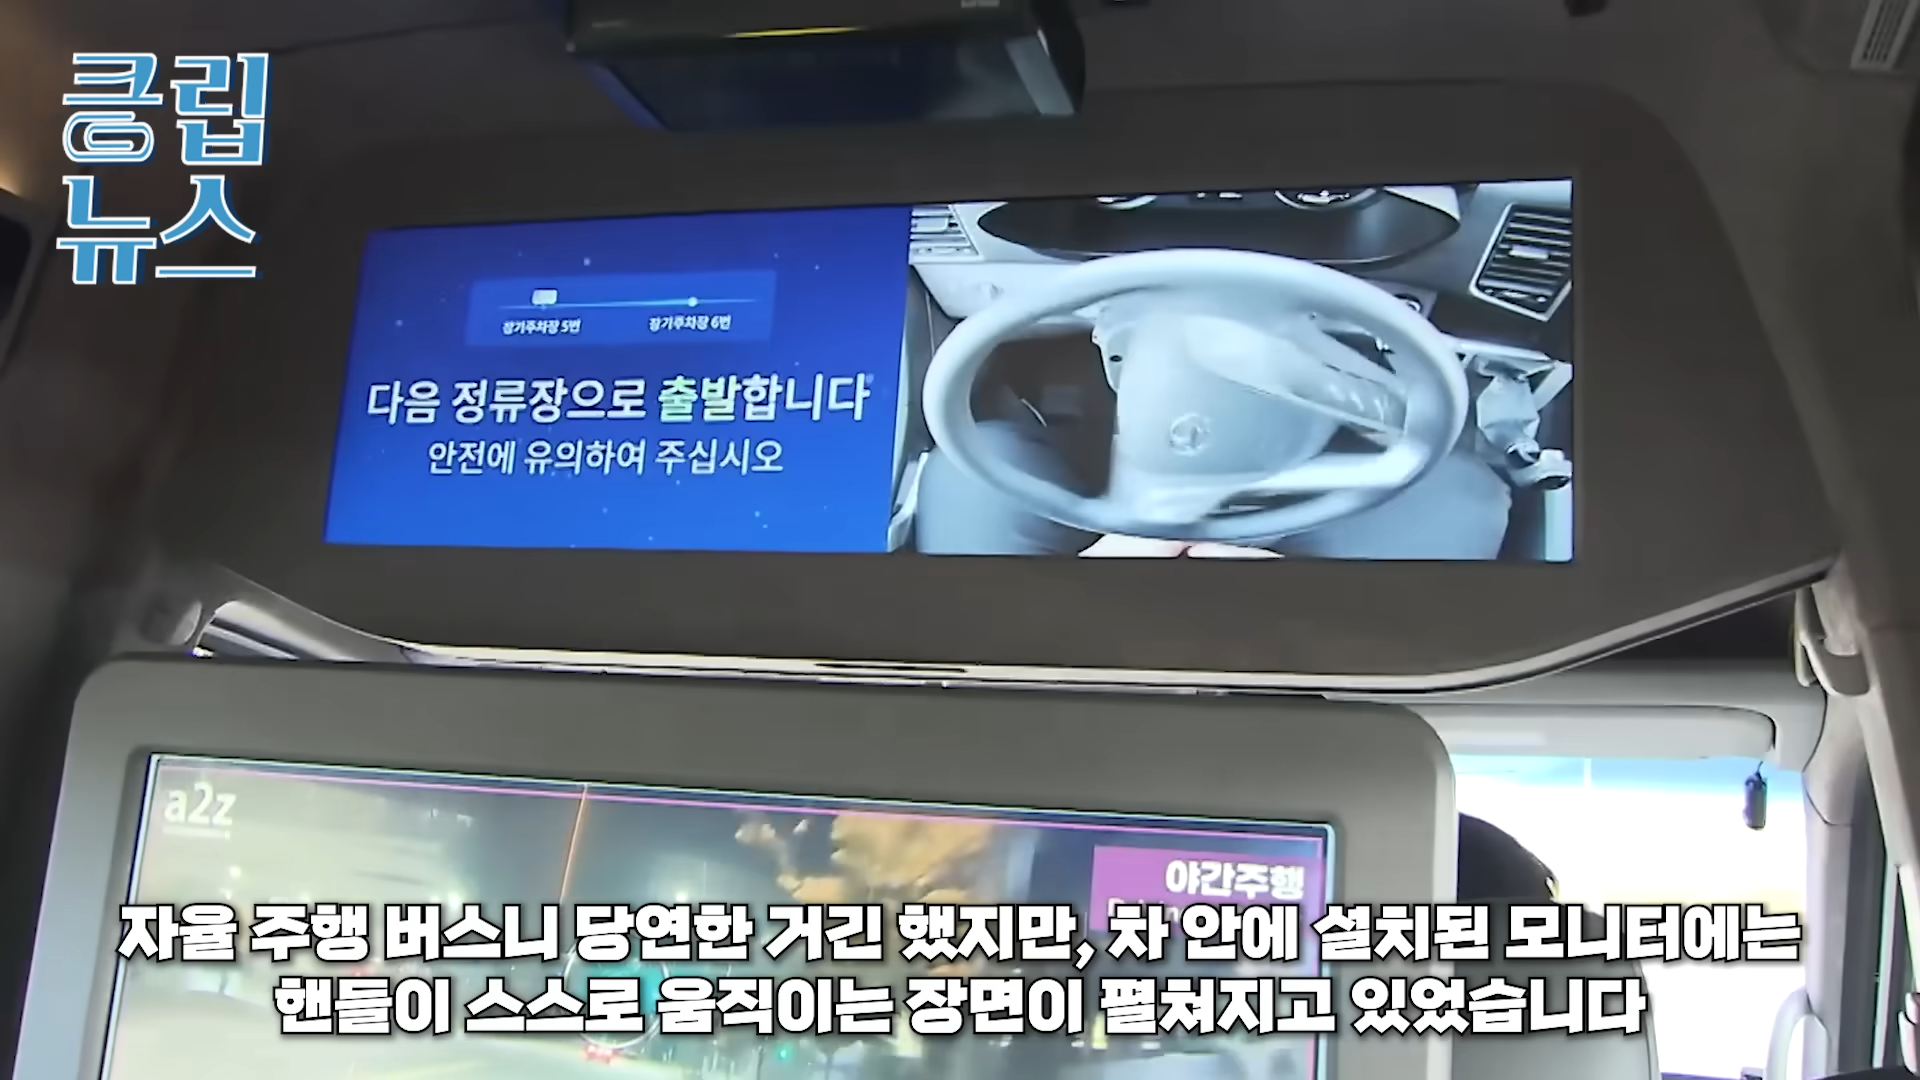 클립
뉴스
장기주차장 5번
장기주차장 6번
다음 정류장으로 출발합니다
안전에 유의하여 주십시오
a2z
야간주행
자율 주행 버스니 당연한 거긴 했지만, 차 안에 설치된 모니터에는
핸들이 스스로 움직이는 장면이 펼쳐지고 있었습니다